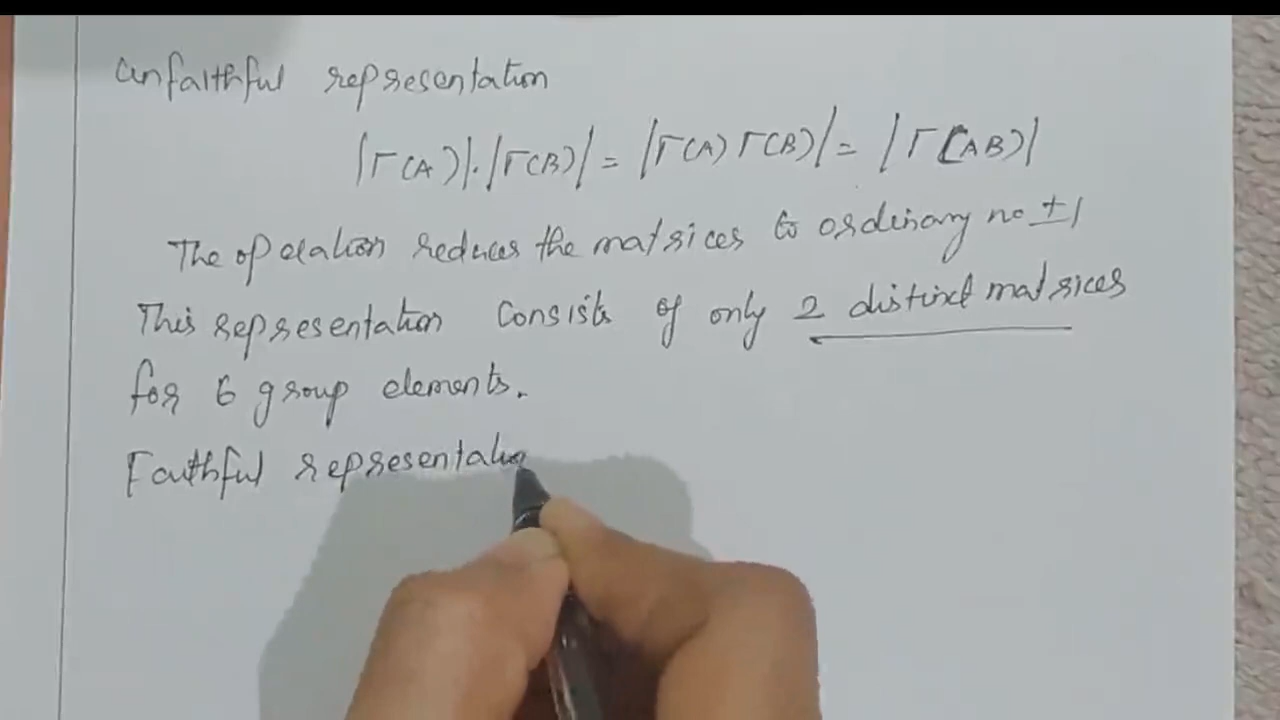 unfaithful representation
|Γ(A)|.|Γ(B)| = |Γ(A) Γ(B)| = |Γ(AB)|
The operation reduces the matrices to ordinary no ±1
This representation consists of only 2 distinct matrices
for 6 group elements.
Faithful representatio